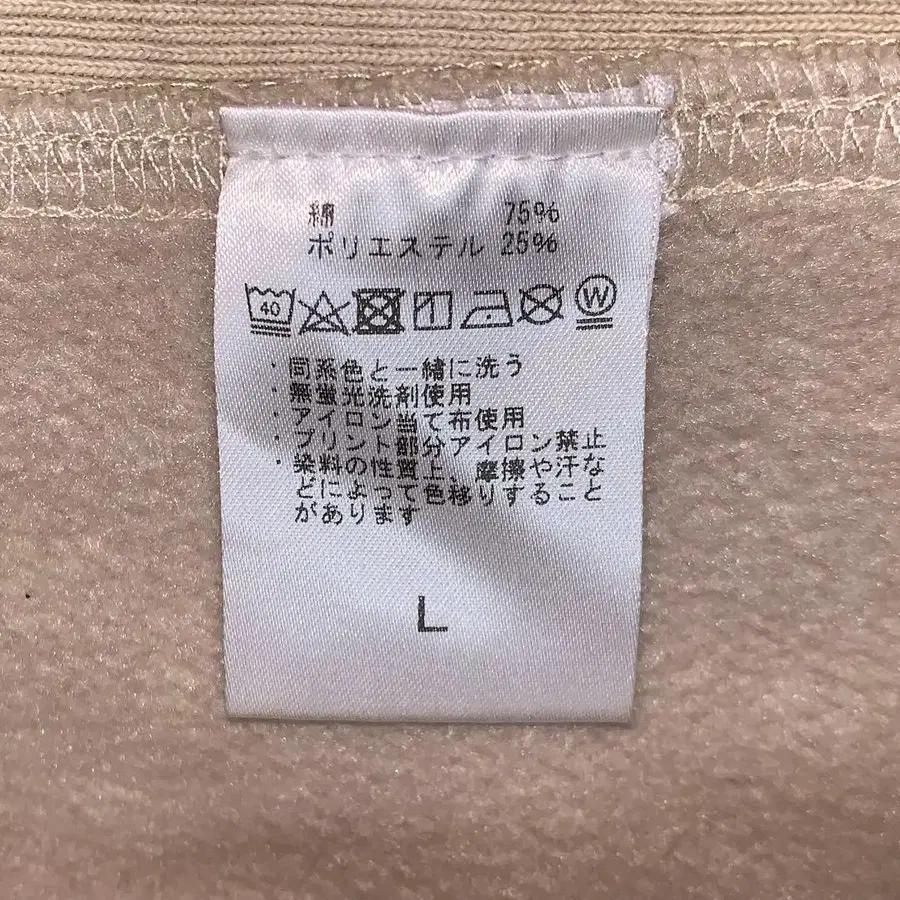 綿 75%
ポリエステル 25%
40 W
・同系色と一緒に洗う
・無蛍光洗剤使用
・アイロン当て布使用
・プリント部分アイロン禁止
・染料の性質上、摩擦や汗な
どによって色移りすること
があります
L